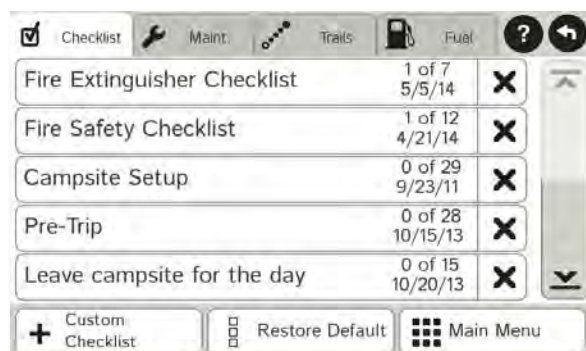 Checklist Maint. Trails Fuel ?
Fire Extinguisher Checklist 1 of 7 5/5/14
Fire Safety Checklist 1 of 12 4/21/14
Campsite Setup 0 of 29 9/23/11
Pre-Trip 0 of 28 10/15/13
Leave campsite for the day 0 of 15 10/20/13
Custom Checklist Restore Default Main Menu